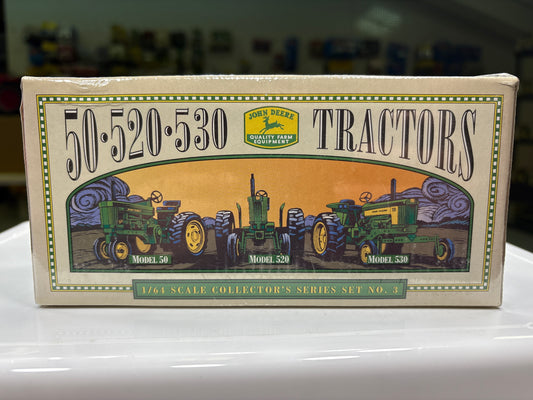 50·520·530 TRACTORS
JOHN DEERE
QUALITY FARM
EQUIPMENT
MODEL 50
MODEL 520
MODEL 530
1/64 SCALE COLLECTOR'S SERIES SET NO. 3